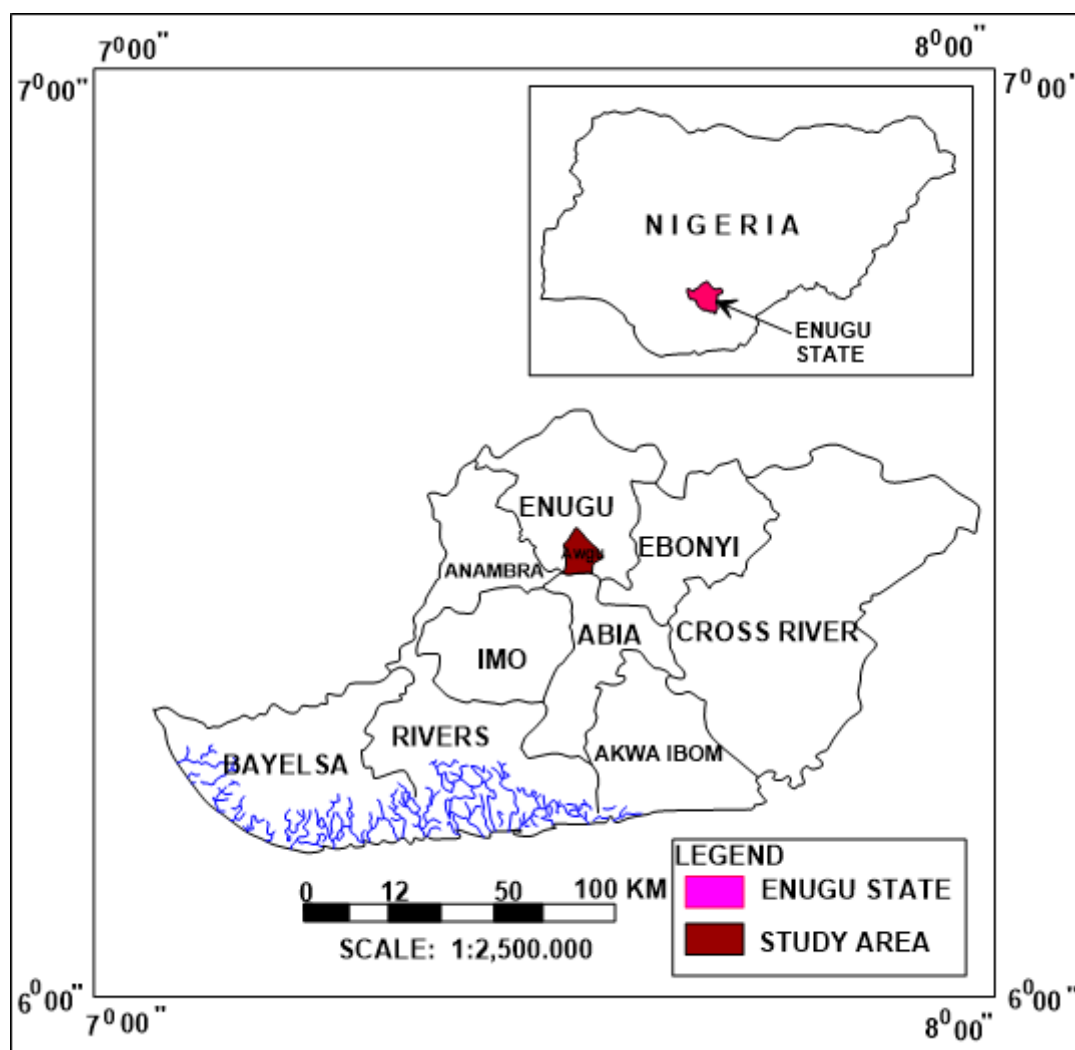 7⁰00" 8⁰00"
7⁰00" 7⁰00"
NIGERIA
ENUGU
STATE
ENUGU
Awgu
EBONYI
ANAMBRA
ABIA
CROSS RIVER
IMO
RIVERS
BAYELSA
AKWA IBOM
LEGEND
ENUGU STATE
STUDY AREA
0 12 50 100 KM
SCALE: 1:2,500.000
6⁰00" 6⁰00"
7⁰00" 8⁰00"